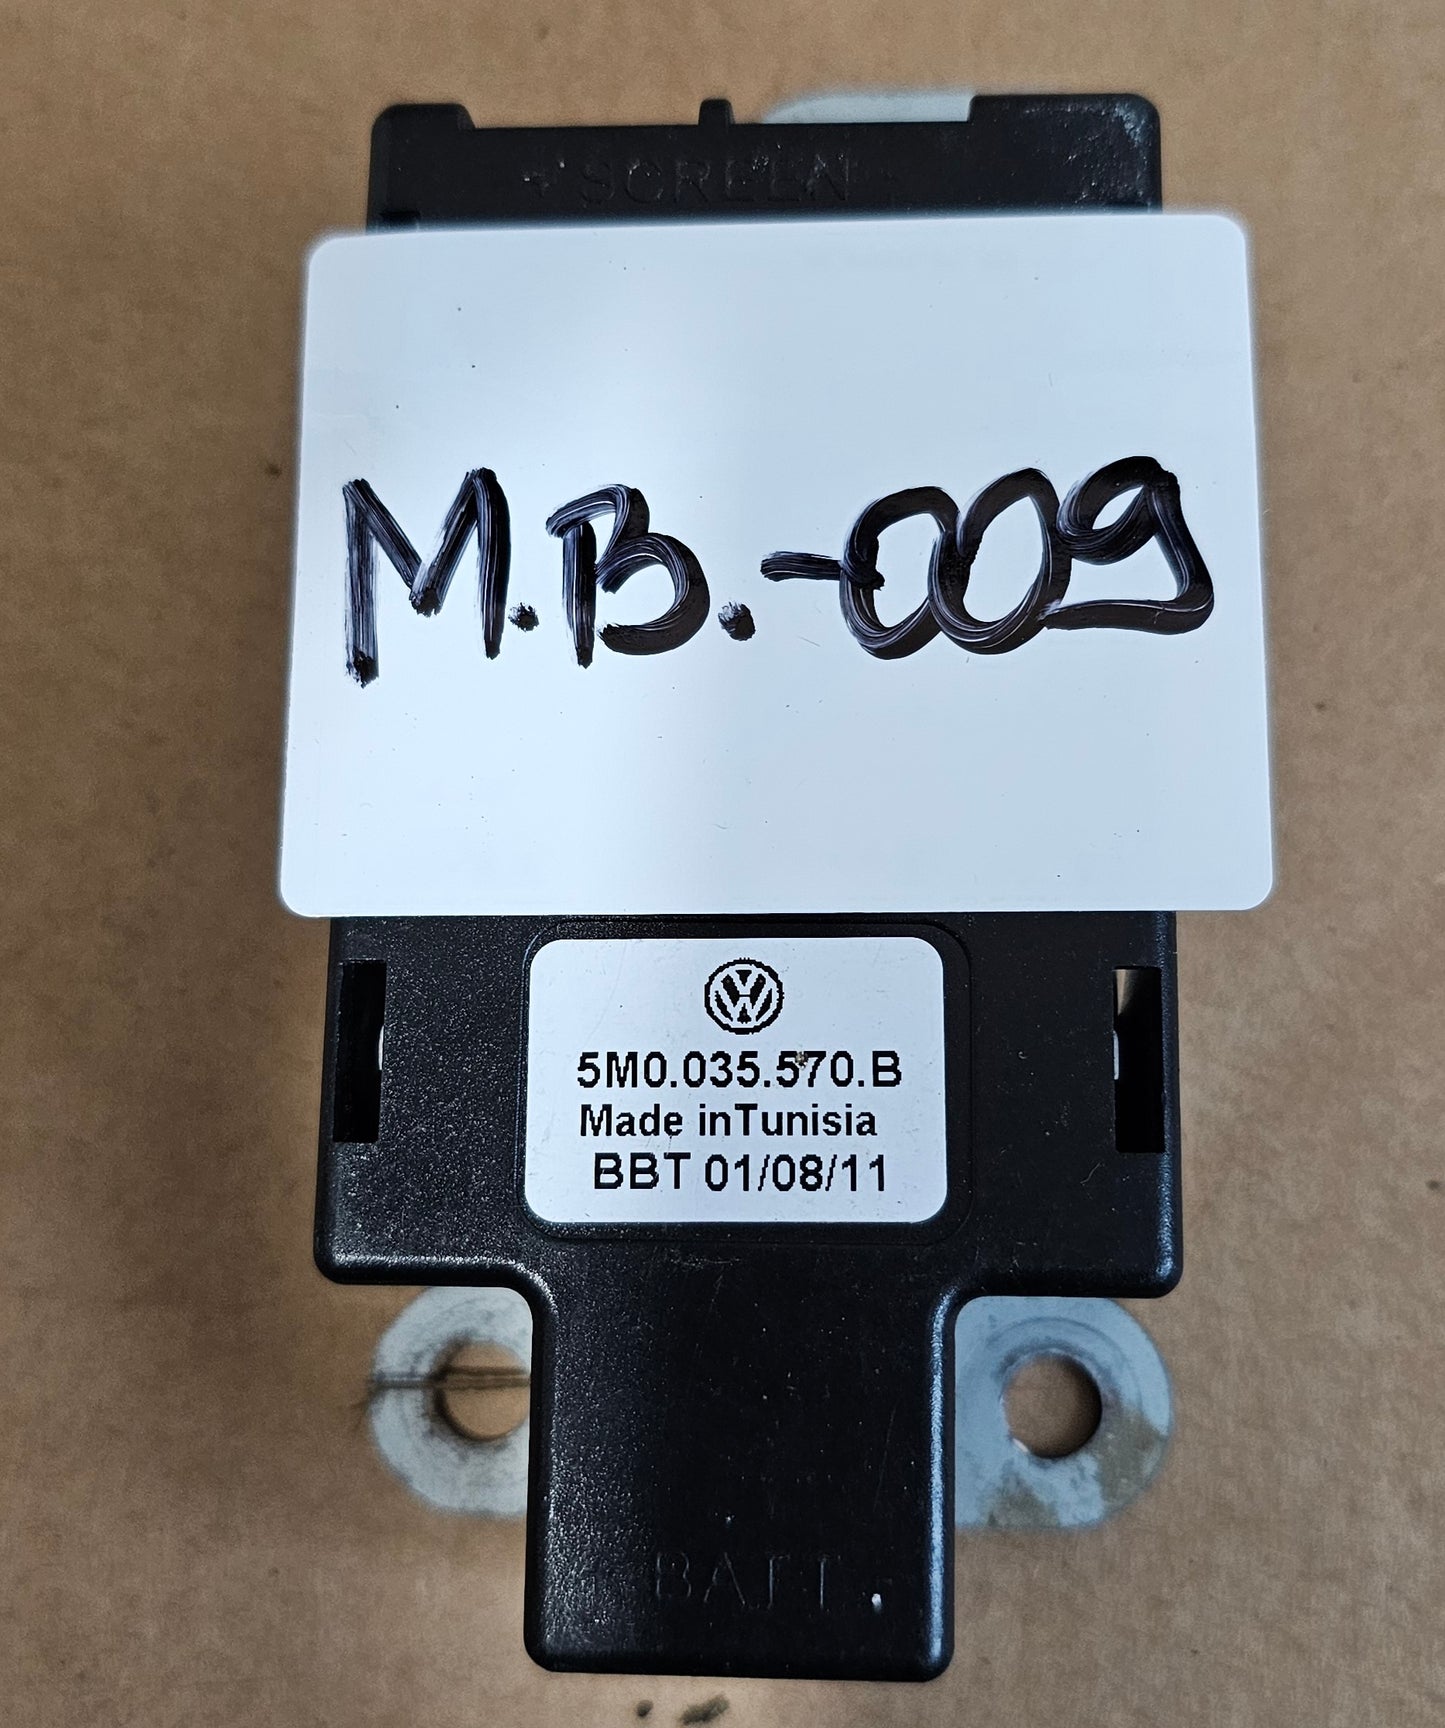 + SCREEN -
M.B.-009
5M0.035.570.B
Made inTunisia
BBT 01/08/11
BATT.